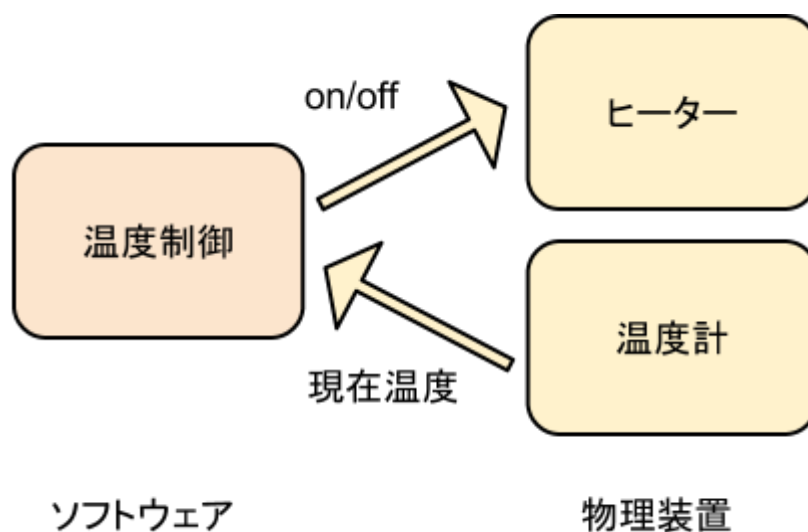 on/off
ヒーター
温度制御
温度計
現在温度
ソフトウェア
物理装置